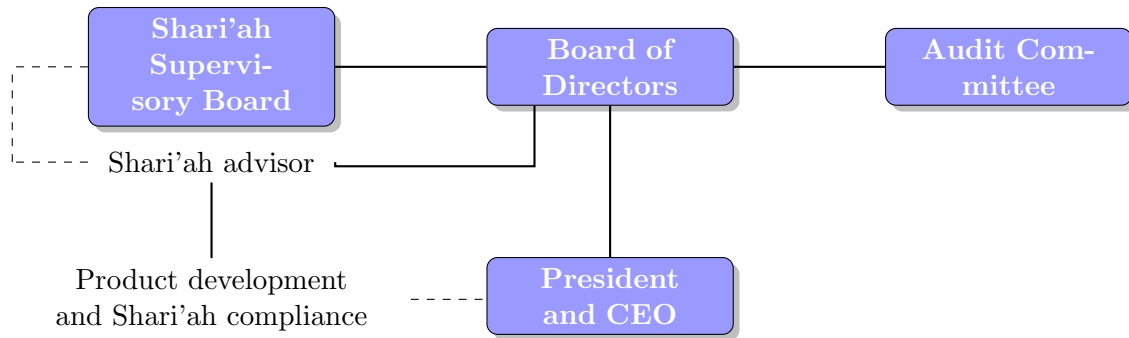 Shari'ah
Supervi-
sory Board
Board of
Directors
Audit Com-
mittee
Shari'ah advisor
Product development
and Shari'ah compliance
President
and CEO